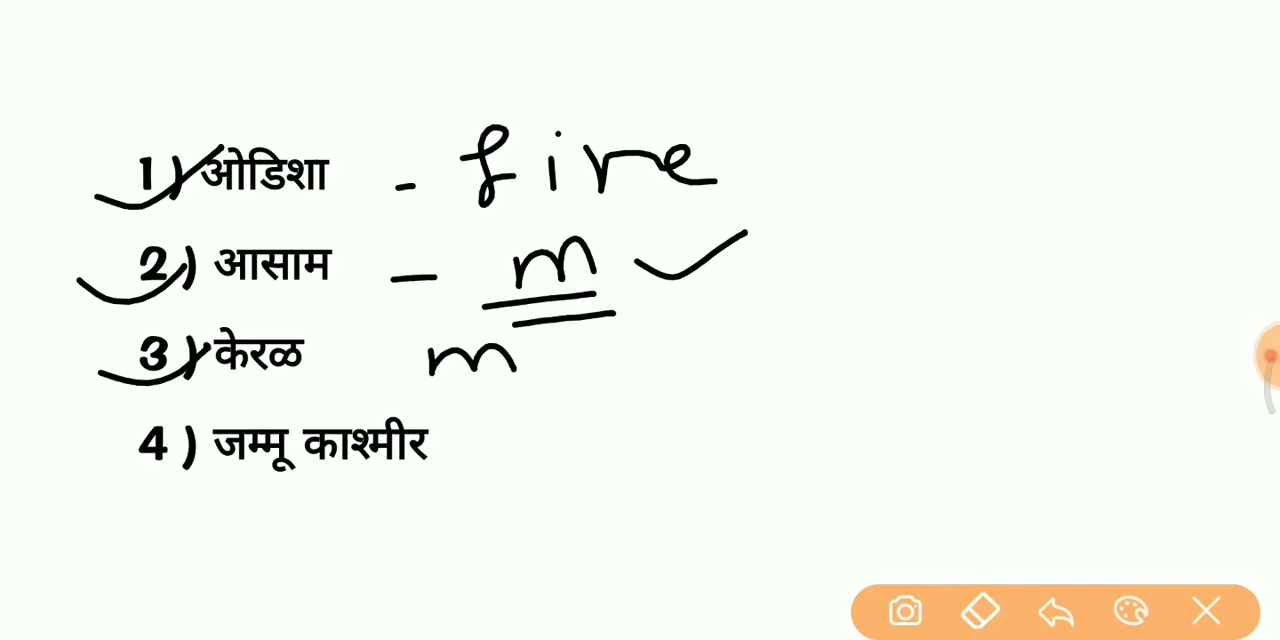 1) ओडिशा - fire
2) आसाम - m
3) केरळ m
4) जम्मू काश्मीर